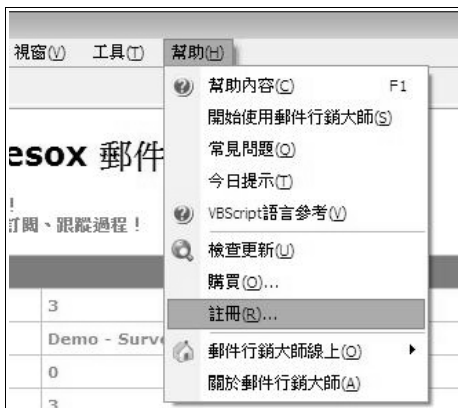 視窗(V) 工具(T) 幫助(H)
幫助內容(C) F1
開始使用郵件行銷大師(S)
常見問題(Q)
今日提示(T)
VBScript語言參考(V)
檢查更新(U)
購買(O)...
註冊(R)...
郵件行銷大師線上(O)
關於郵件行銷大師(A)
esox 郵件
!
訂閱、跟蹤過程!
3
Demo - Surve
0
3